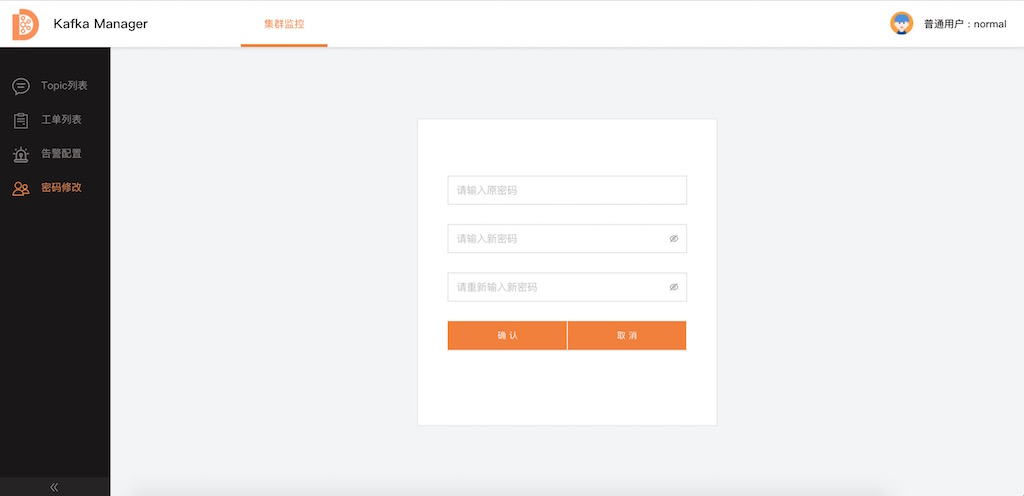 Kafka Manager
集群监控
普通用户：normal
Topic列表
工单列表
告警配置
密码修改
请输入原密码
请输入新密码
请重新输入新密码
确 认
取 消